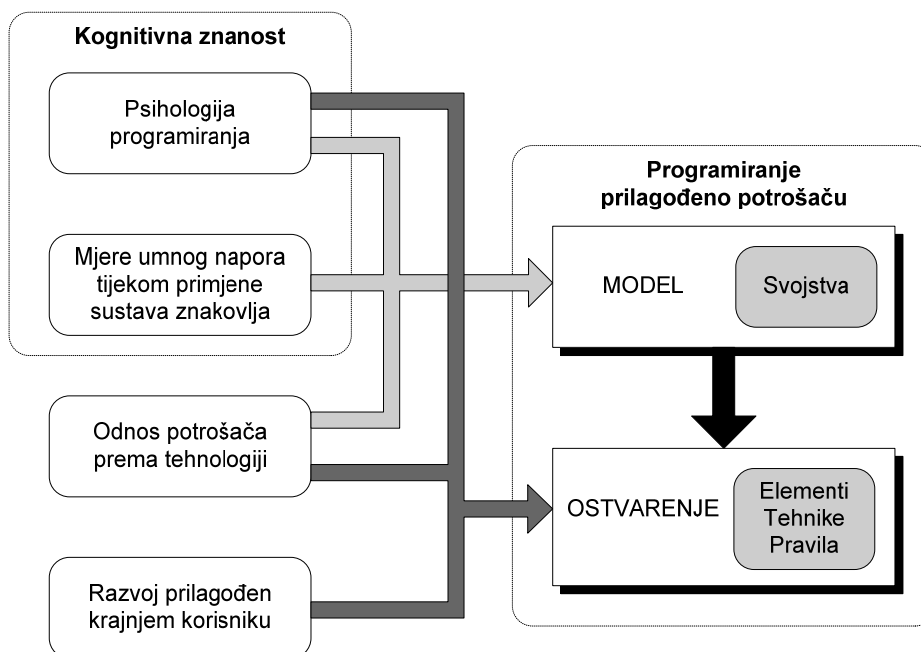 Kognitivna znanost
Psihologija
programiranja
Mjere umnog napora
tijekom primjene
sustava znakovlja
Odnos potrošača
prema tehnologiji
Razvoj prilagođen
krajnjem korisniku
Programiranje
prilagođeno potrošaču
MODEL
Svojstva
OSTVARENJE
Elementi
Tehnike
Pravila